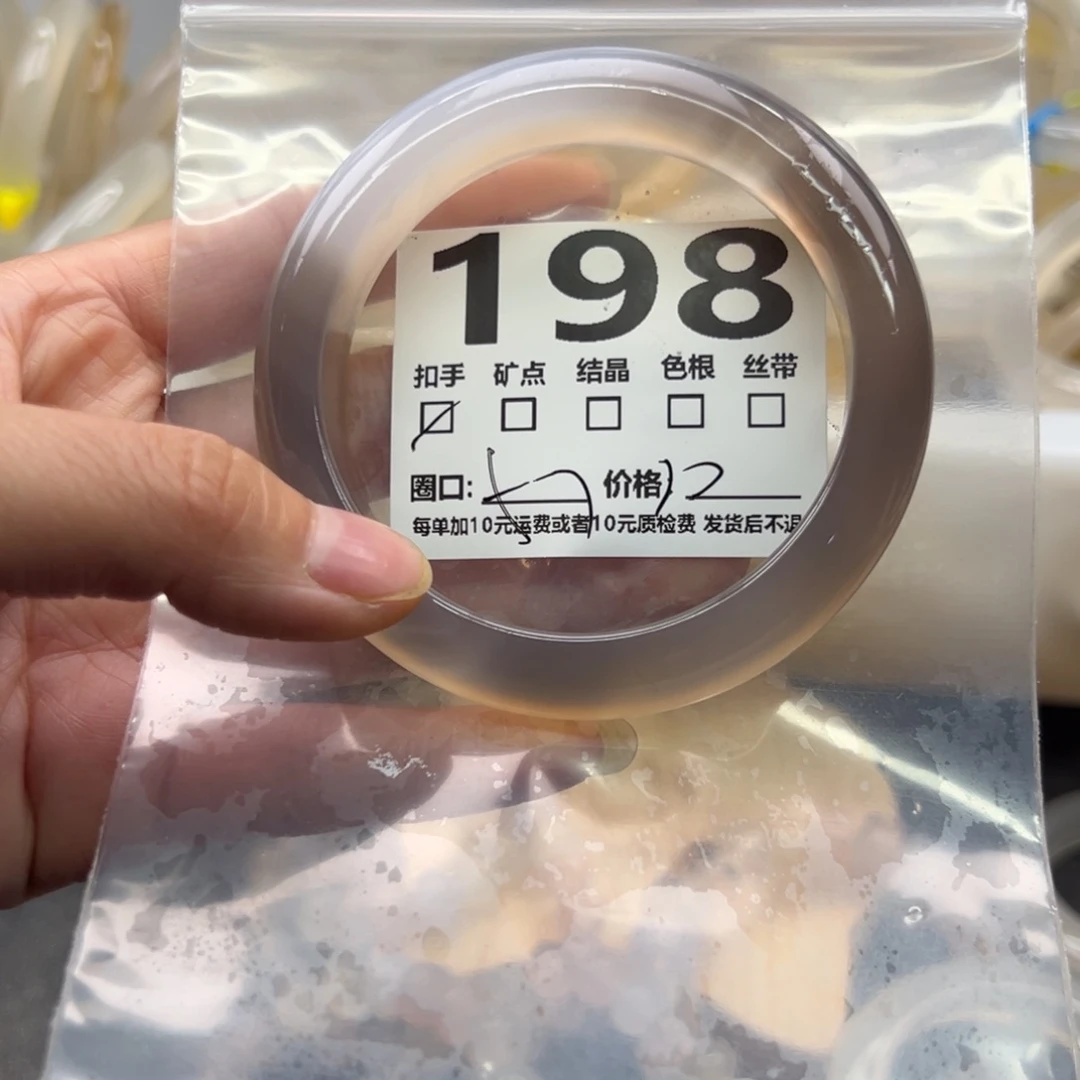 198
扣手 矿点 结晶 色根 丝带
圈口: 价格
每单加10元运费或者10元质检费 发货后不退